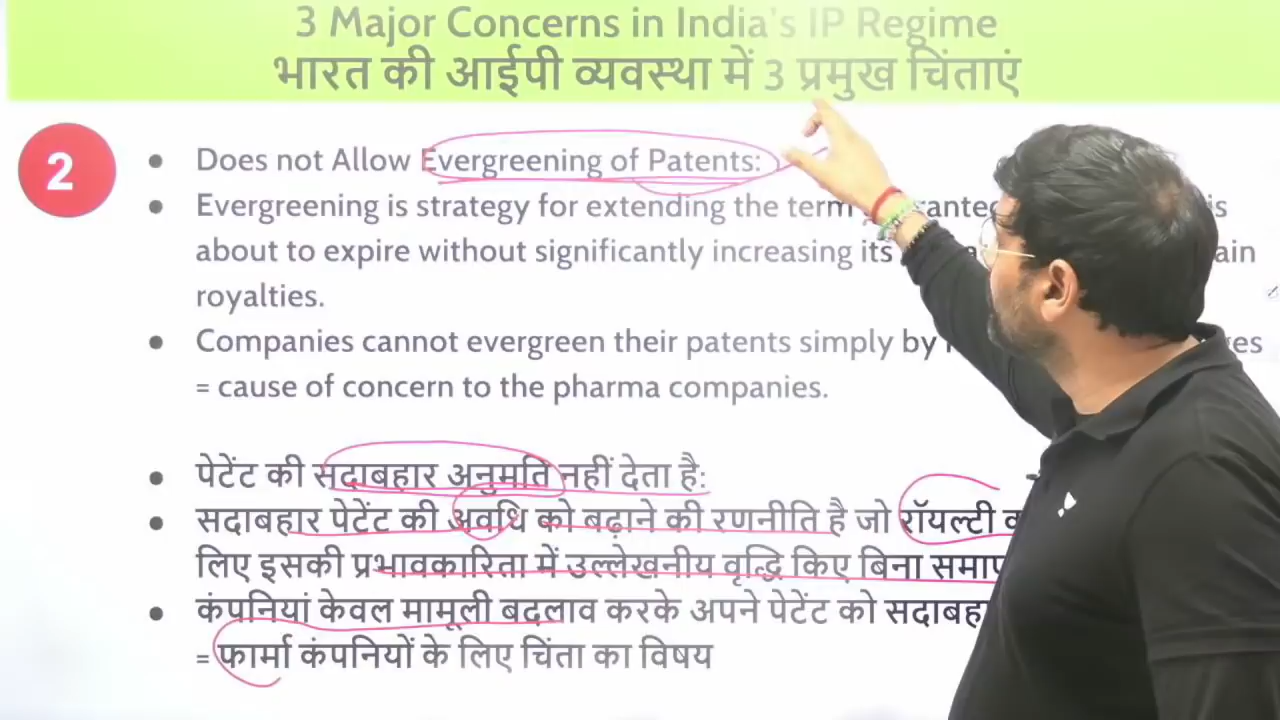 3 Major Concerns in India's IP Regime
भारत की आईपी व्यवस्था में 3 प्रमुख चिंताएं
2
• Does not Allow Evergreening of Patents:
• Evergreening is strategy for extending the term is
about to expire without significantly increasing its
royalties.
• Companies cannot evergreen their patents simply by
= cause of concern to the pharma companies.
• पेटेंट की सदाबहार अनुमति नहीं देता है:
• सदाबहार पेटेंट की अवधि को बढ़ाने की रणनीति है जो रॉयल्टी
लिए इसकी प्रभावकारिता में उल्लेखनीय वृद्धि किए बिना
• कंपनियां केवल मामूली बदलाव करके अपने पेटेंट को
= फार्मा कंपनियों के लिए चिंता का विषय